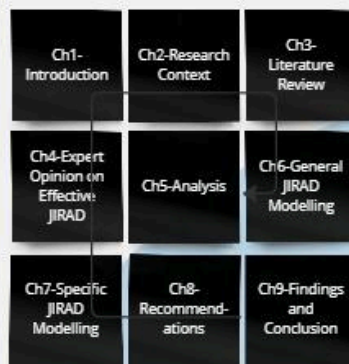 Ch1-
Introduction
Ch2-Research
Context
Ch3-
Literature
Review
Ch4-Expert
Opinion on
Effective
JIRAD
Ch5-Analysis
Ch6-General
JIRAD
Modelling
Ch7-Specific
JIRAD
Modelling
Ch8-
Recommend-
ations
Ch9-Findings
and
Conclusion